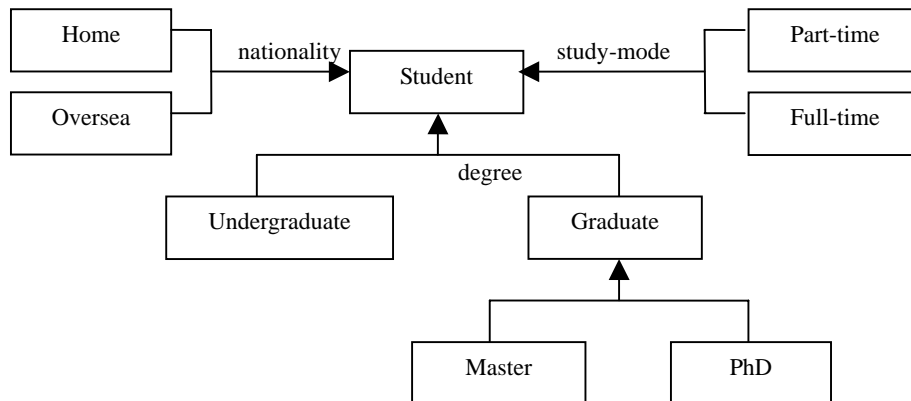 Home
Part-time
nationality
study-mode
Student
Oversea
Full-time
degree
Undergraduate
Graduate
Master
PhD